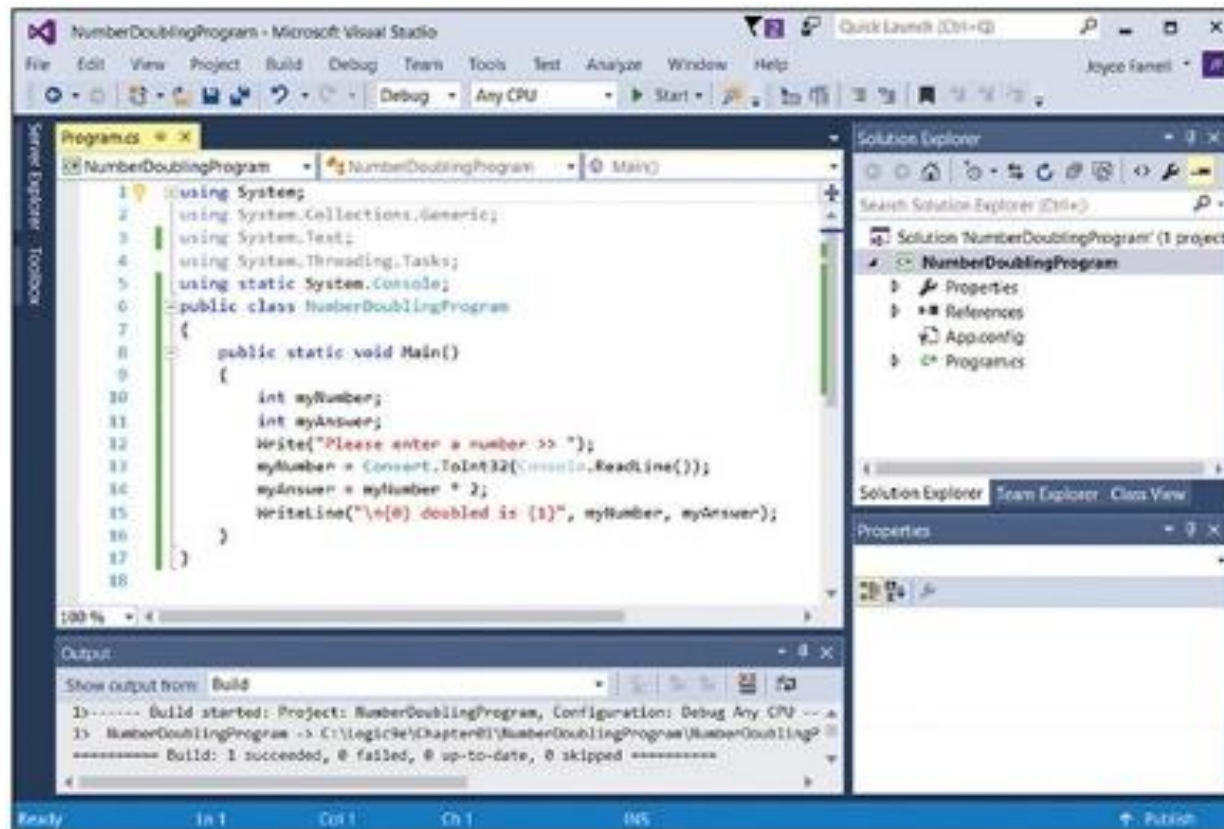 NumberDoublingProgram - Microsoft Visual Studio
2
Quick Launch (Ctrl+Q)
File Edit View Project Build Debug Team Tools Test Analyze Window Help
Joyce Farrell
Debug Any CPU Start
Server Explorer Toolbox
Program.cs
NumberDoublingProgram NumberDoublingProgram Main()
1 using System;
2 using System.Collections.Generic;
3 using System.Text;
4 using System.Threading.Tasks;
5 using static System.Console;
6 public class NumberDoublingProgram
7 {
8 public static void Main()
9 {
10 int myNumber;
11 int myAnswer;
12 Write("Please enter a number >> ");
13 myNumber = Convert.ToInt32(Console.ReadLine());
14 myAnswer = myNumber * 2;
15 WriteLine("\n{0} doubled is {1}", myNumber, myAnswer);
16 }
17 }
18
100 %
Solution Explorer
Search Solution Explorer (Ctrl+;)
Solution 'NumberDoublingProgram' (1 project
NumberDoublingProgram
Properties
References
App.config
C# Program.cs
Solution Explorer Team Explorer Class View
Properties
Output
Show output from: Build
1>------ Build started: Project: NumberDoublingProgram, Configuration: Debug Any CPU --
1> NumberDoublingProgram -> C:\Logic9e\Chapter01\NumberDoublingProgram\NumberDoublingP
========== Build: 1 succeeded, 0 failed, 0 up-to-date, 0 skipped ==========
Ready Ln 1 Col 1 Ch 1 INS Publish